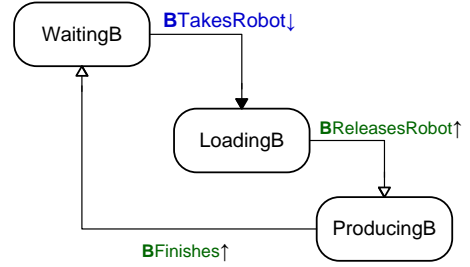 WaitingB
BTakesRobot↓
LoadingB
BReleasesRobot↑
ProducingB
BFinishes↑